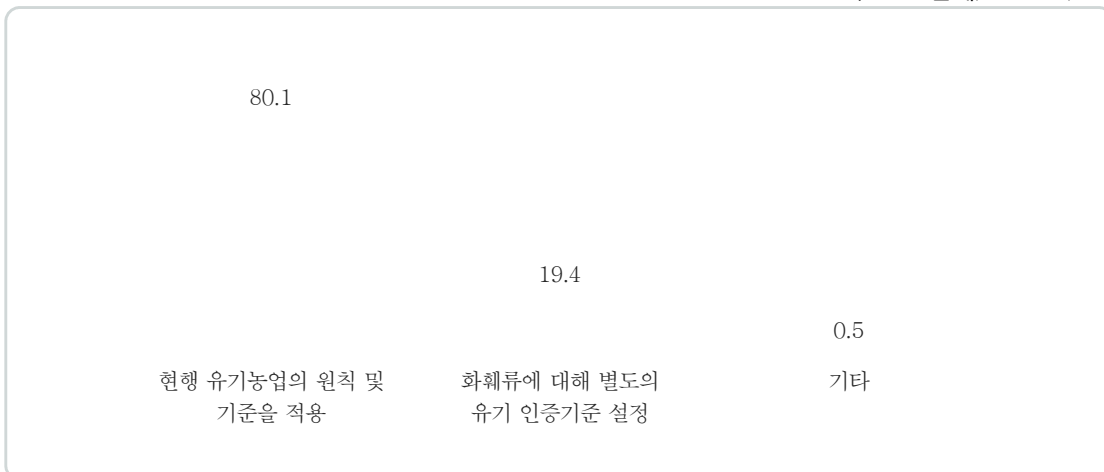 80.1
19.4
0.5
현행 유기농업의 원칙 및
기준을 적용
화훼류에 대해 별도의
유기 인증기준 설정
기타